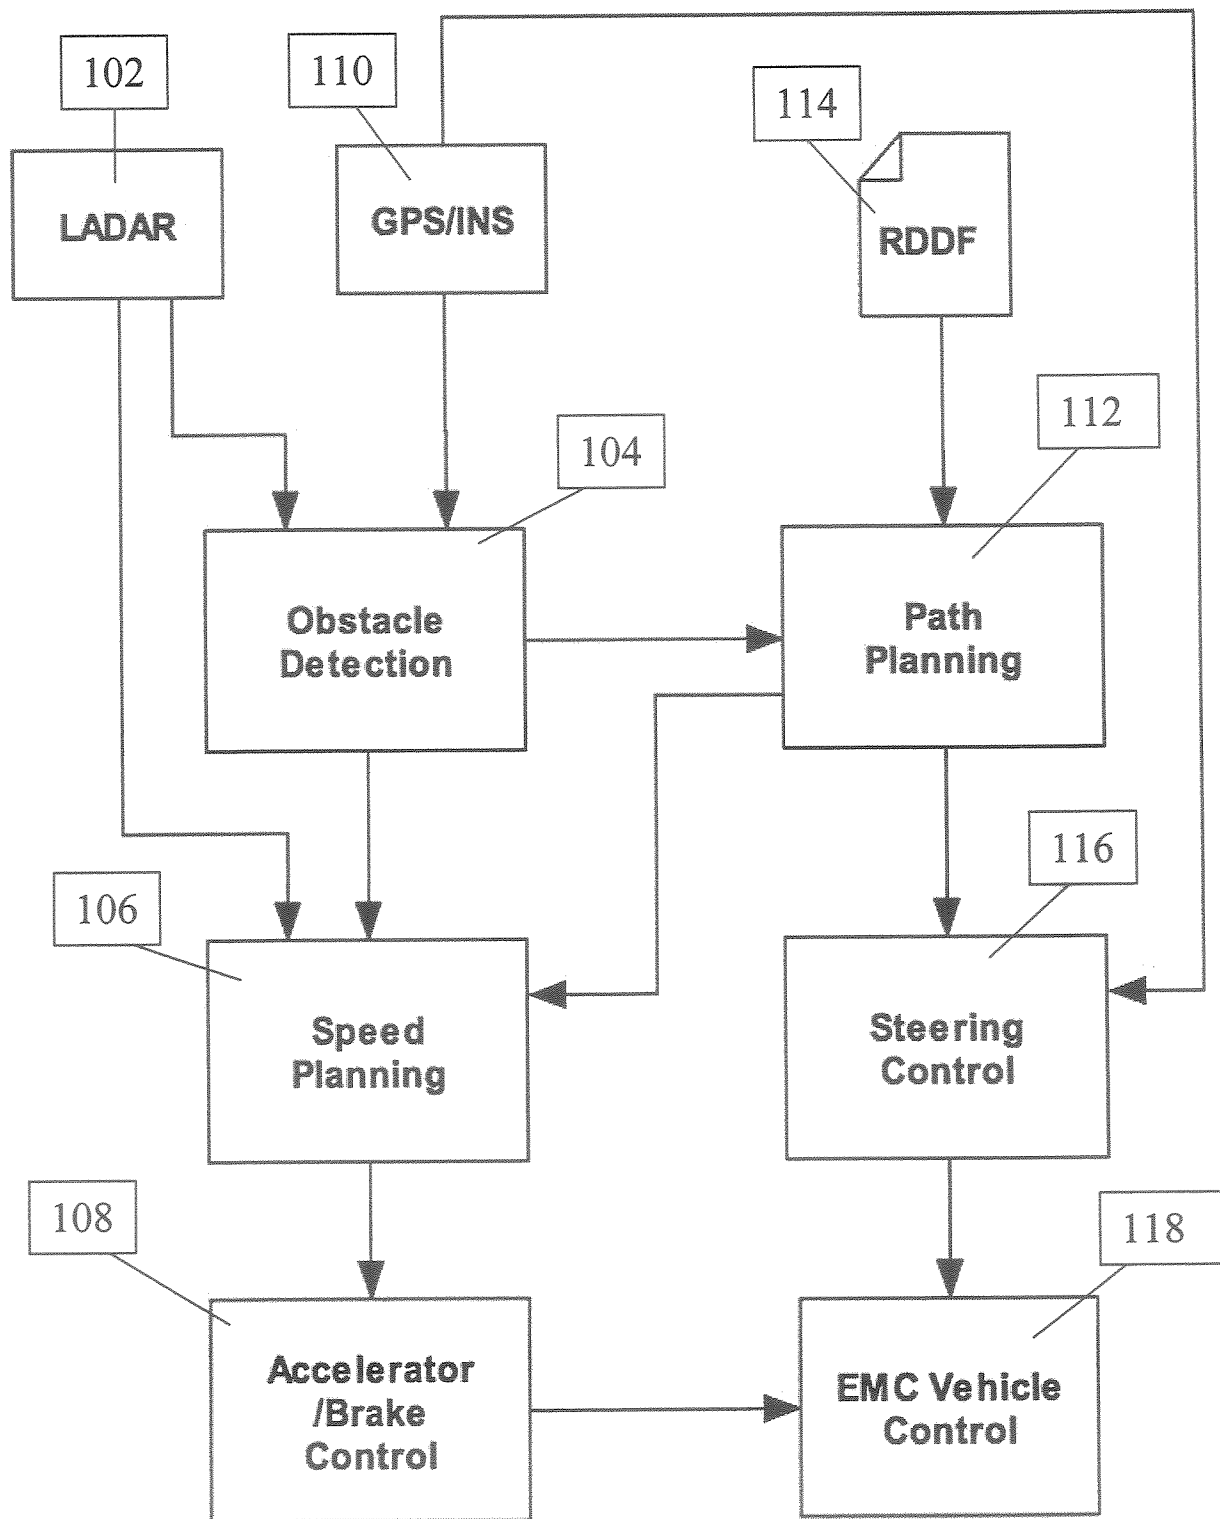 102
110
114
LADAR
GPS/INS
RDDF
112
104
Obstacle
Detection
Path
Planning
116
106
Speed
Planning
Steering
Control
108
118
Accelerator
/Brake
Control
EMC Vehicle
Control